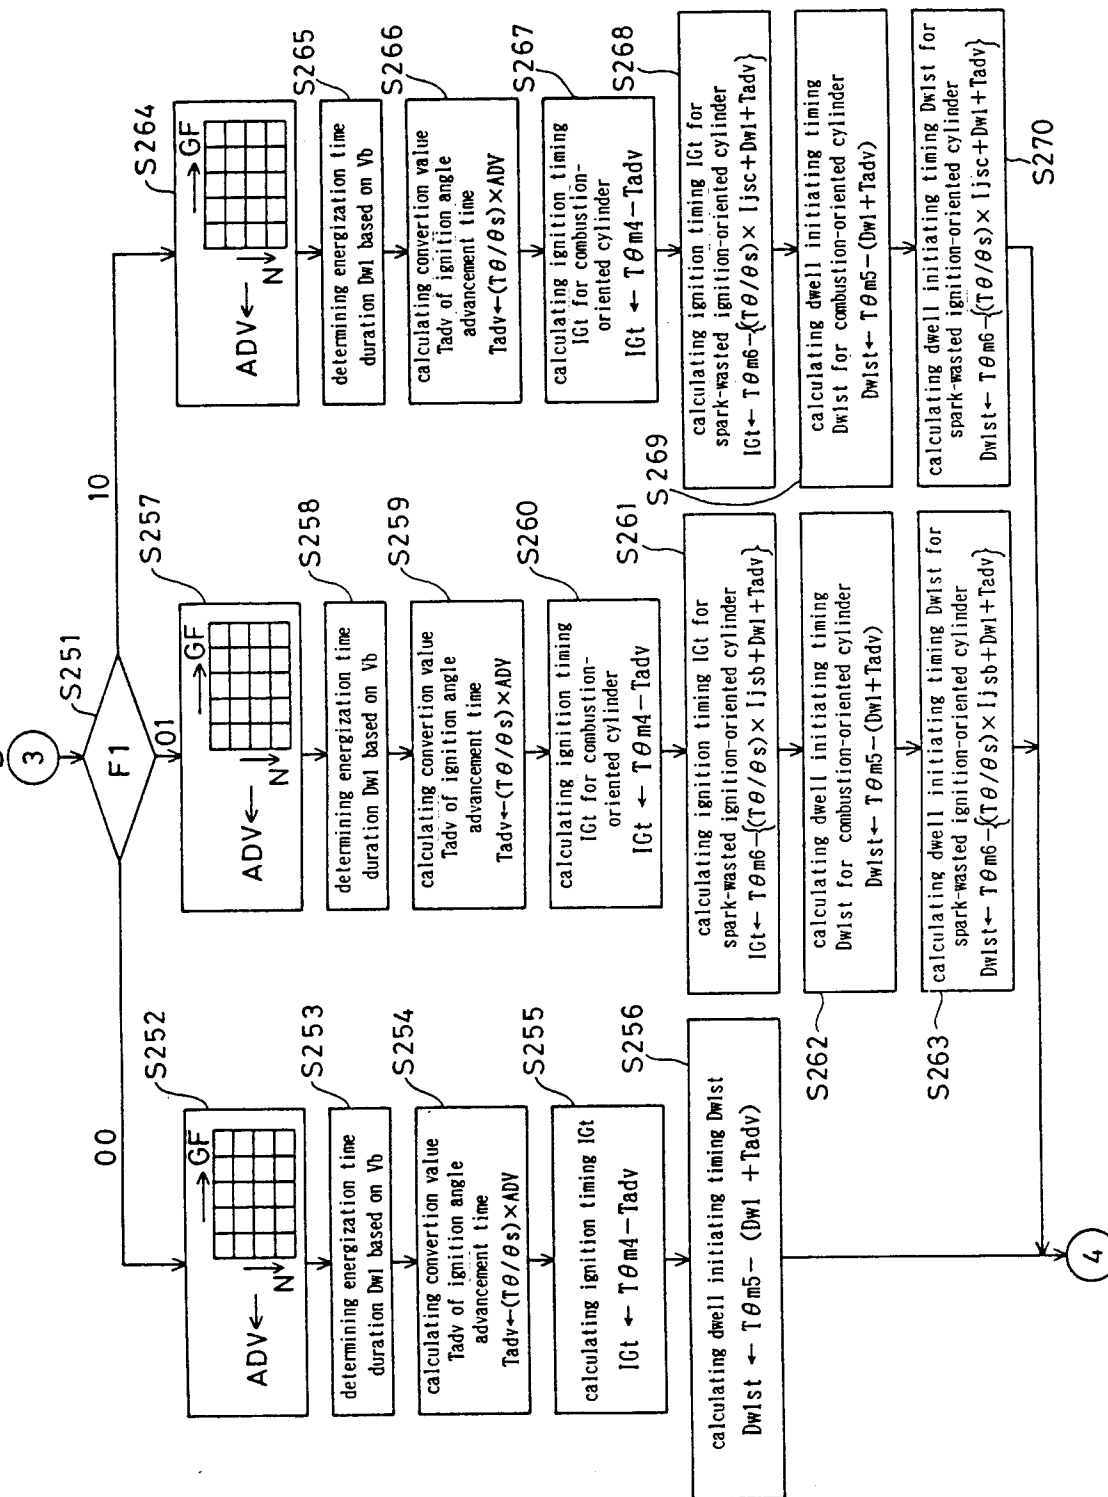 3
S251
F1
00
01
10
S252
ADV←
→GF
N
S253
determining energization time
duration Dwl based on Vb
S254
calculating convertion value
Tadv of ignition angle
advancement time
Tadv←(Tθ/θs)×ADV
S255
calculating ignition timing IGt
IGt ← Tθm4−Tadv
S256
calculating dwell initiating timing Dwlst
Dwlst ← Tθm5− (Dwl +Tadv)
S257
ADV←
→GF
N
S258
determining energization time
duration Dwl based on Vb
S259
calculating convertion value
Tadv of ignition angle
advancement time
Tadv←(Tθ/θs)×ADV
S260
calculating ignition timing
IGt for combustion-
oriented cylinder
IGt ← Tθm4−Tadv
S261
calculating ignition timing IGt for
spark-wasted ignition-oriented cylinder
IGt← Tθm6−{(Tθ/θs)× Ijsb+Dwl+Tadv}
S262
calculating dwell initiating timing
Dwlst for combustion-oriented cylinder
Dwlst← Tθm5−(Dwl+Tadv)
S263
calculating dwell initiating timing Dwlst for
spark-wasted ignition-oriented cylinder
Dwlst← Tθm6−{(Tθ/θs)× Ijsb+Dwl+Tadv}
S264
ADV←
→GF
N
S265
determining energization time
duration Dwl based on Vb
S266
calculating convertion value
Tadv of ignition angle
advancement time
Tadv←(Tθ/θs)×ADV
S267
calculating ignition timing
IGt for combustion-
oriented cylinder
IGt ← Tθm4−Tadv
S268
calculating ignition timing IGt for
spark-wasted ignition-oriented cylinder
IGt← Tθm6−{(Tθ/θs)× Ijsc+Dwl+Tadv}
S269
calculating dwell initiating timing
Dwlst for combustion-oriented cylinder
Dwlst← Tθm5−(Dwl+Tadv)
S270
calculating dwell initiating timing Dwlst for
spark-wasted ignition-oriented cylinder
Dwlst← Tθm6−{(Tθ/θs)× Ijsc+Dwl+Tadv}
4